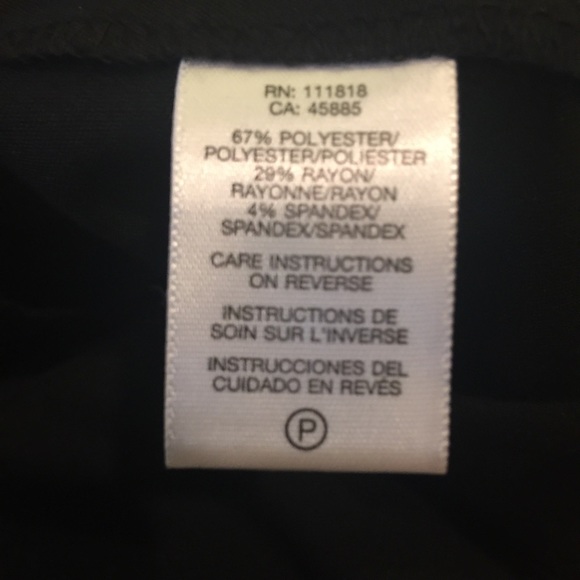 RN: 111818
CA: 45885
67% POLYESTER/
POLYESTER/POLIESTER
29% RAYON/
RAYONNE/RAYON
4% SPANDEX/
SPANDEX/SPANDEX
CARE INSTRUCTIONS
ON REVERSE
INSTRUCTIONS DE
SOIN SUR L'INVERSE
INSTRUCCIONES DEL
CUIDADO EN REVÉS
P